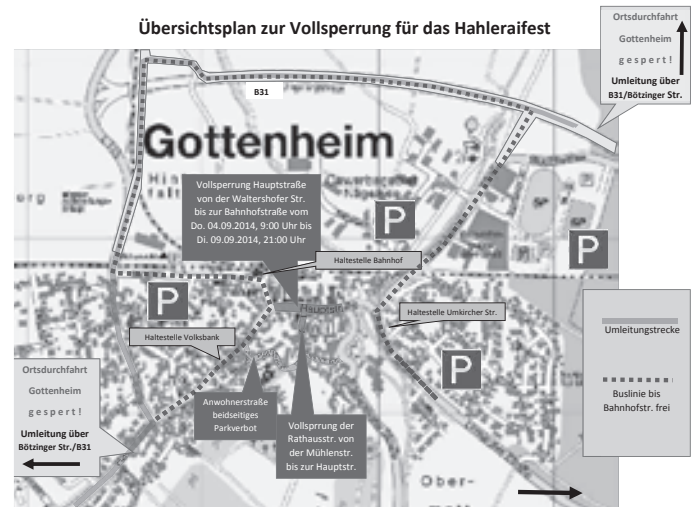 Übersichtsplan zur Vollsperrung für das Hahleraifest
Ortsdurchfahrt
Gottenheim
gespert!
Umleitung über
B31/Bötzinger Str.
B31
Gottenheim
Vollsperrung Hauptstraße
von der Waltershofer Str.
bis zur Bahnhofstraße vom
Do. 04.09.2014, 9:00 Uhr bis
Di. 09.09.2014, 21:00 Uhr
P
P
Haltestelle Bahnhof
P
Haltestelle Umkircher Str.
Haltestelle Volksbank
Umleitungstrecke
Buslinie bis
Bahnhofstr. frei
P
Ortsdurchfahrt
Gottenheim
gespert!
Umleitung über
Bötzinger Str./B31
Anwohnerstraße
beidseitiges
Parkverbot
Vollsprrung der
Rathausstr. von
der Mühlenstr.
bis zur Hauptstr.
Ober-